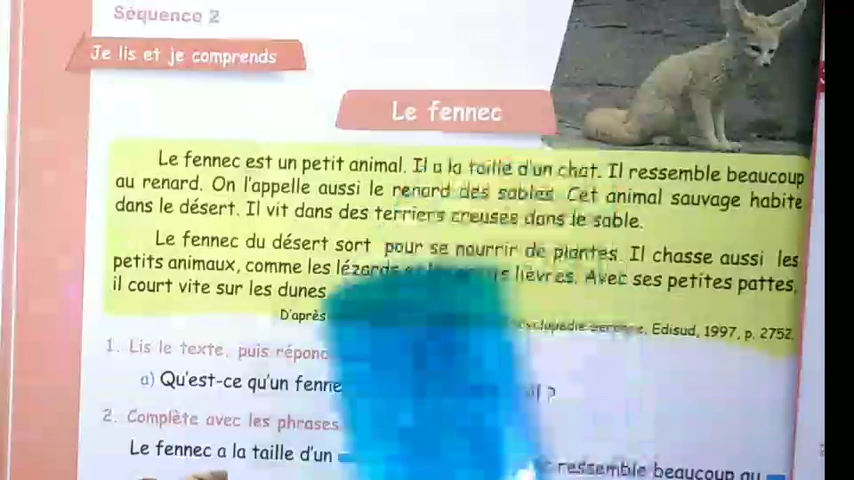 Séquence 2
Je lis et je comprends
Le fennec
Le fennec est un petit animal. Il a la taille d'un chat. Il ressemble beaucoup
au renard. On l'appelle aussi le renard des sables. Cet animal sauvage habite
dans le désert. Il vit dans des terriers creusés dans le sable.
Le fennec du désert sort pour se nourrir de plantes. Il chasse aussi les
petits animaux, comme les lézards lièvres. Avec ses petites pattes,
il court vite sur les dunes
D'après Edisud, 1997, p. 2752.
1. Lis le texte, puis
a) Qu'est-ce qu'un ?
2. Complète avec les phrases
Le fennec a la taille d'un ressemble beaucoup au